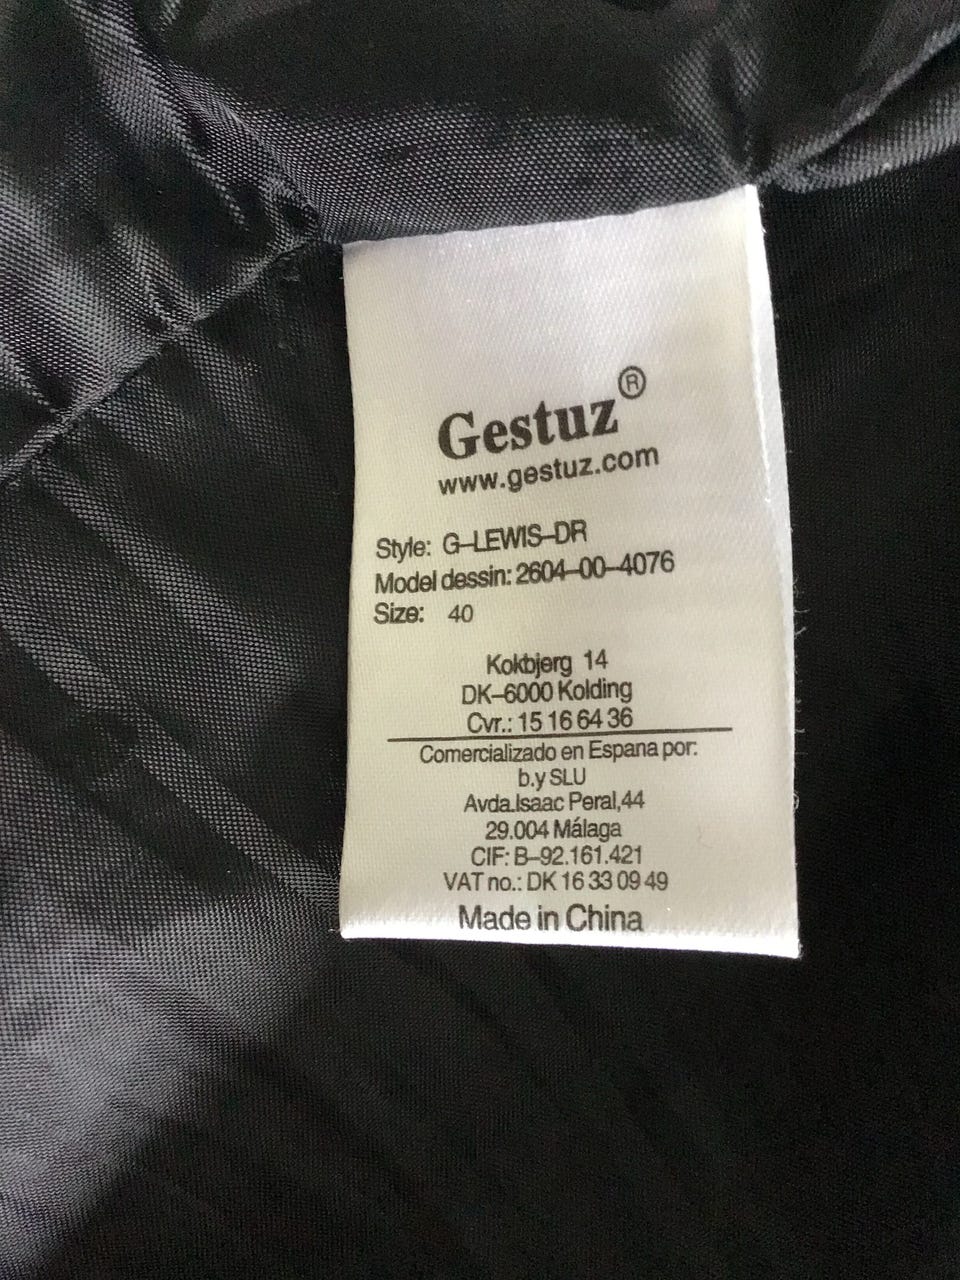 Gestuz®
www.gestuz.com
Style: G-LEWIS-DR
Model dessin: 2604-00-4076
Size: 40
Kokbjerg 14
DK-6000 Kolding
Cvr.: 15 16 64 36
Comercializado en Espana por:
b.y SLU
Avda.Isaac Peral,44
29.004 Málaga
CIF: B-92.161.421
VAT no.: DK 16 33 09 49
Made in China